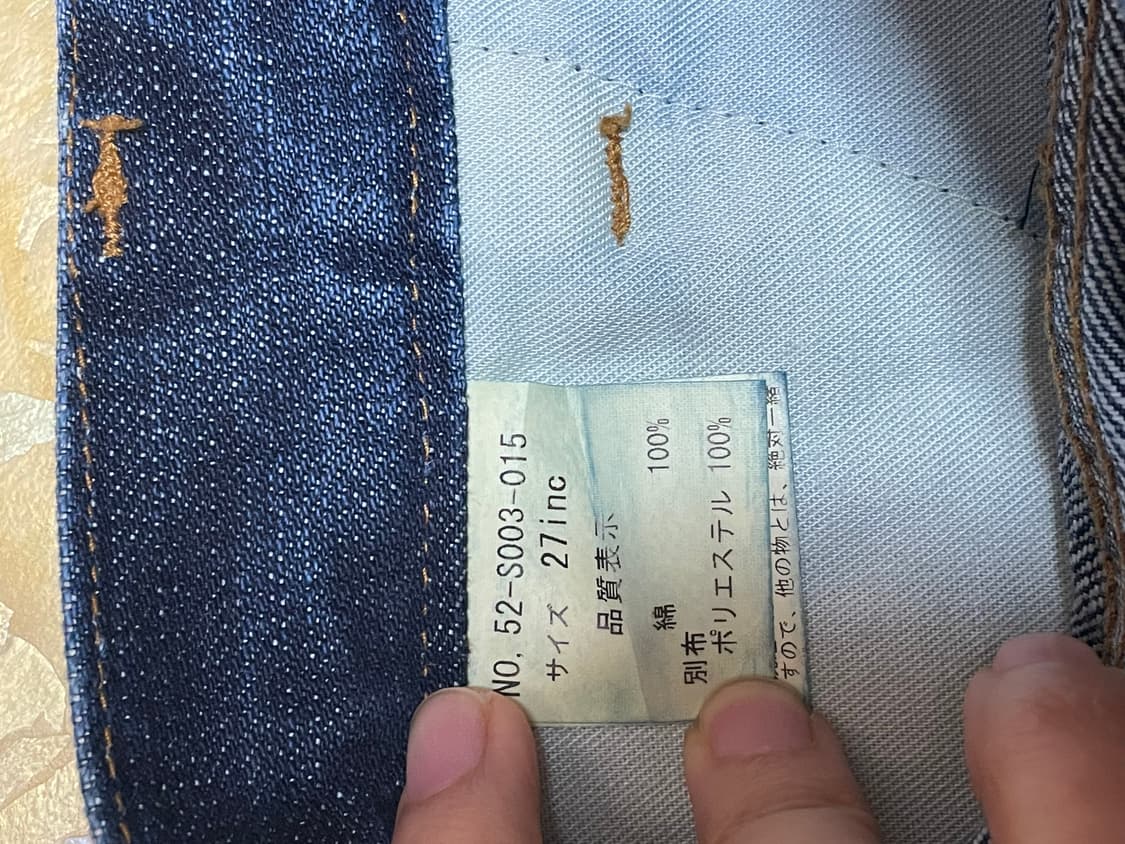 NO. 52-S003-015
サイズ 27inc
品質表示
綿 100%
別布
ポリエステル 100%
すので、他の物とは、絶対一緒